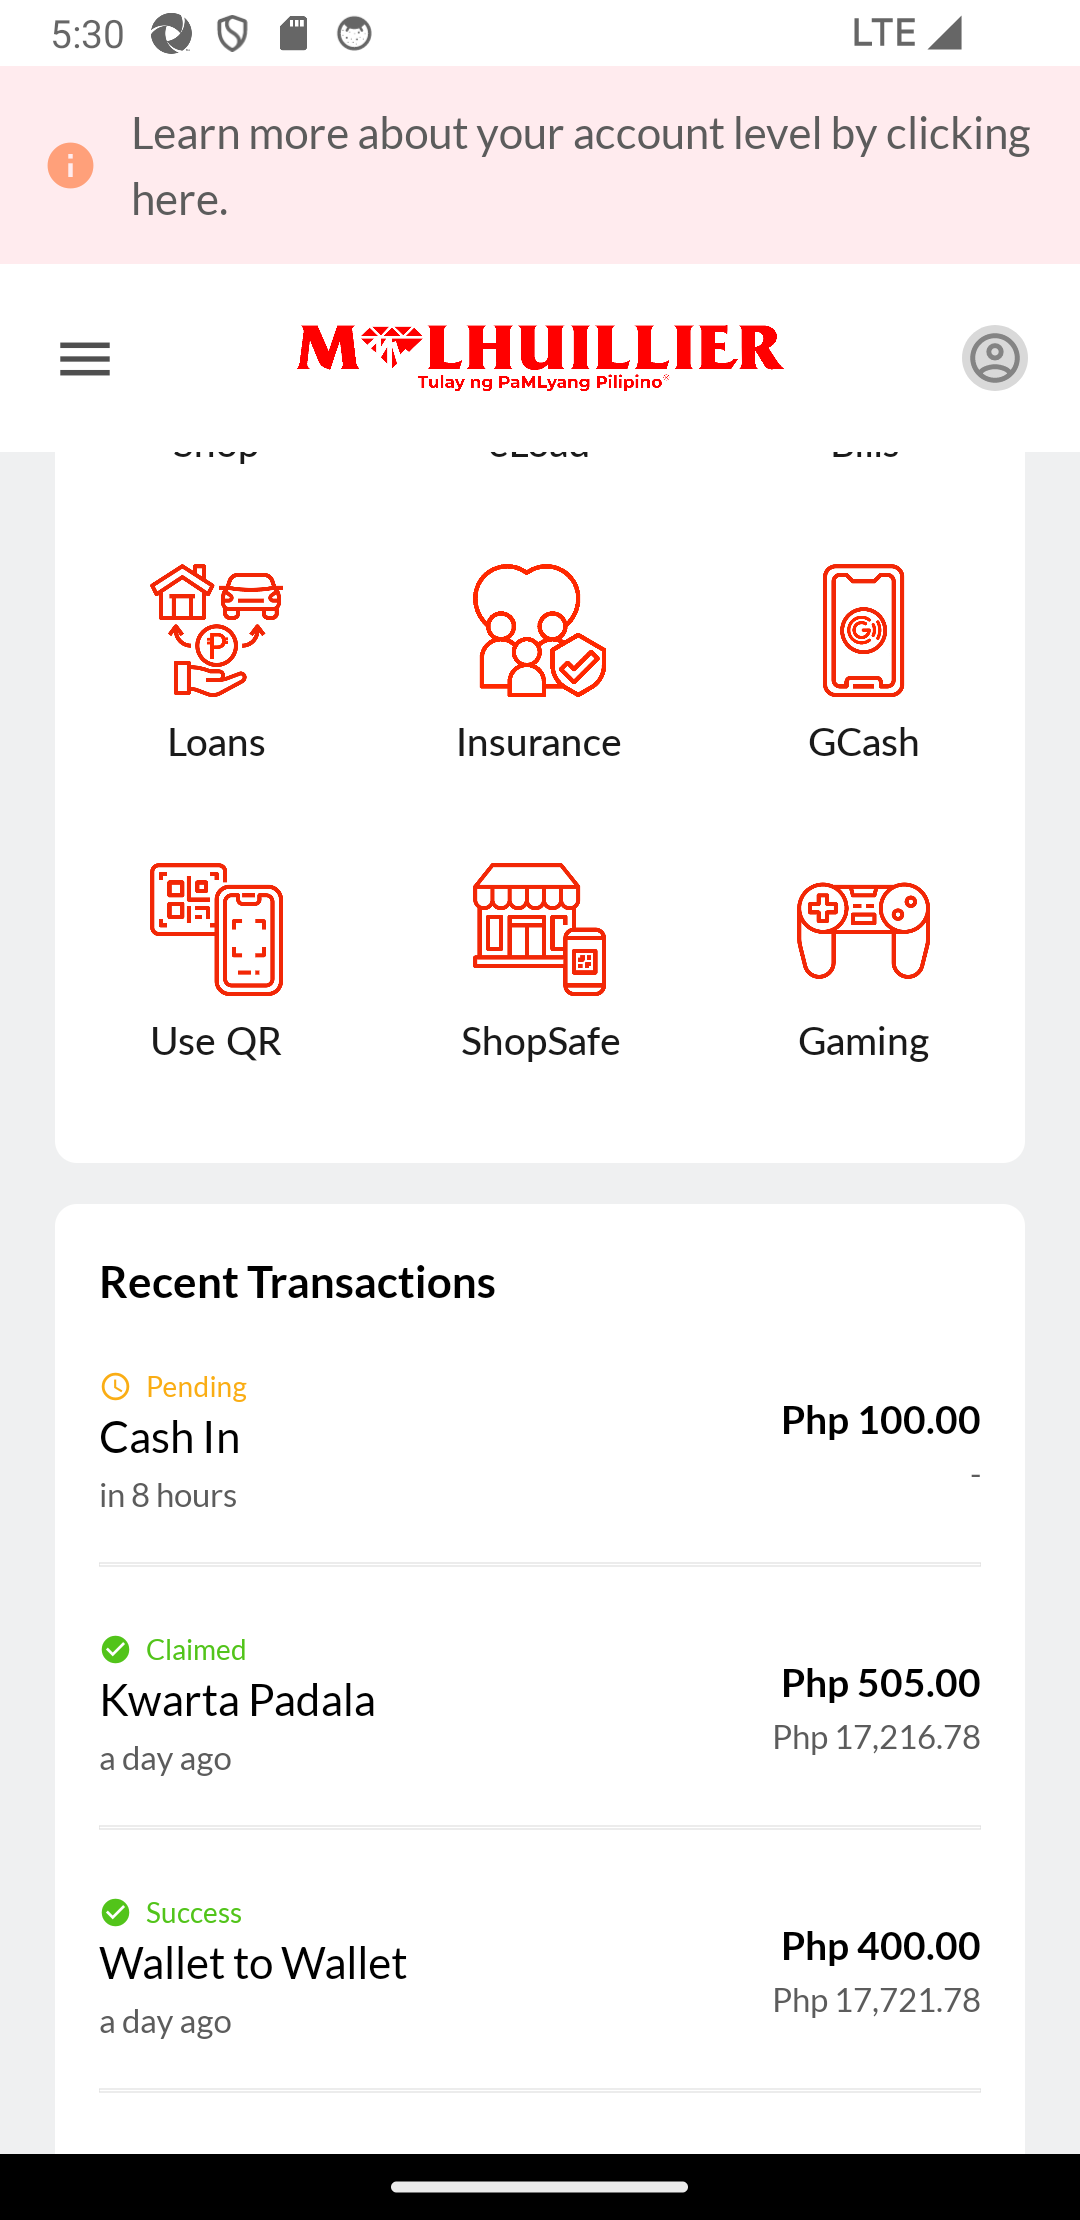 5:30
LTE
Learn more about your account level by clicking
here.
M LHUILLIER
Tulay ng PaMLyang Pilipino
Shop eLoad Bills
Loans Insurance GCash
Use QR ShopSafe Gaming
Recent Transactions
Pending
Cash In
Php 100.00
-
in 8 hours
Claimed
Kwarta Padala
Php 505.00
Php 17,216.78
a day ago
Success
Wallet to Wallet
Php 400.00
Php 17,721.78
a day ago